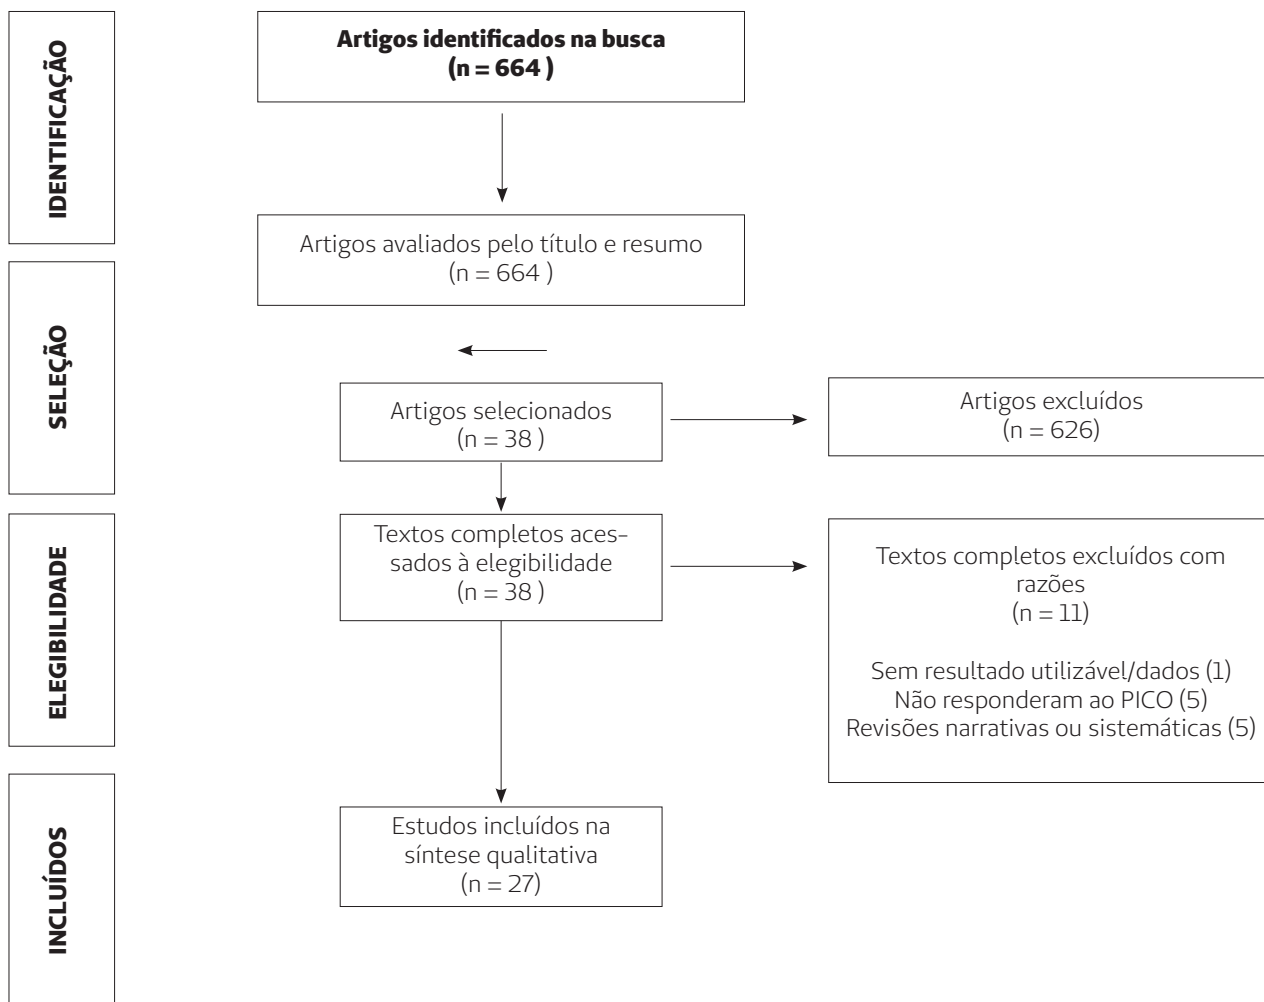 IDENTIFICAÇÃO
Artigos identificados na busca
(n = 664 )
Artigos avaliados pelo título e resumo
(n = 664 )
SELEÇÃO
Artigos selecionados
(n = 38 )
Artigos excluídos
(n = 626)
ELEGIBILIDADE
Textos completos aces-
sados à elegibilidade
(n = 38 )
Textos completos excluídos com
razões
(n = 11)
Sem resultado utilizável/dados (1)
Não responderam ao PICO (5)
Revisões narrativas ou sistemáticas (5)
INCLUÍDOS
Estudos incluídos na
síntese qualitativa
(n = 27)